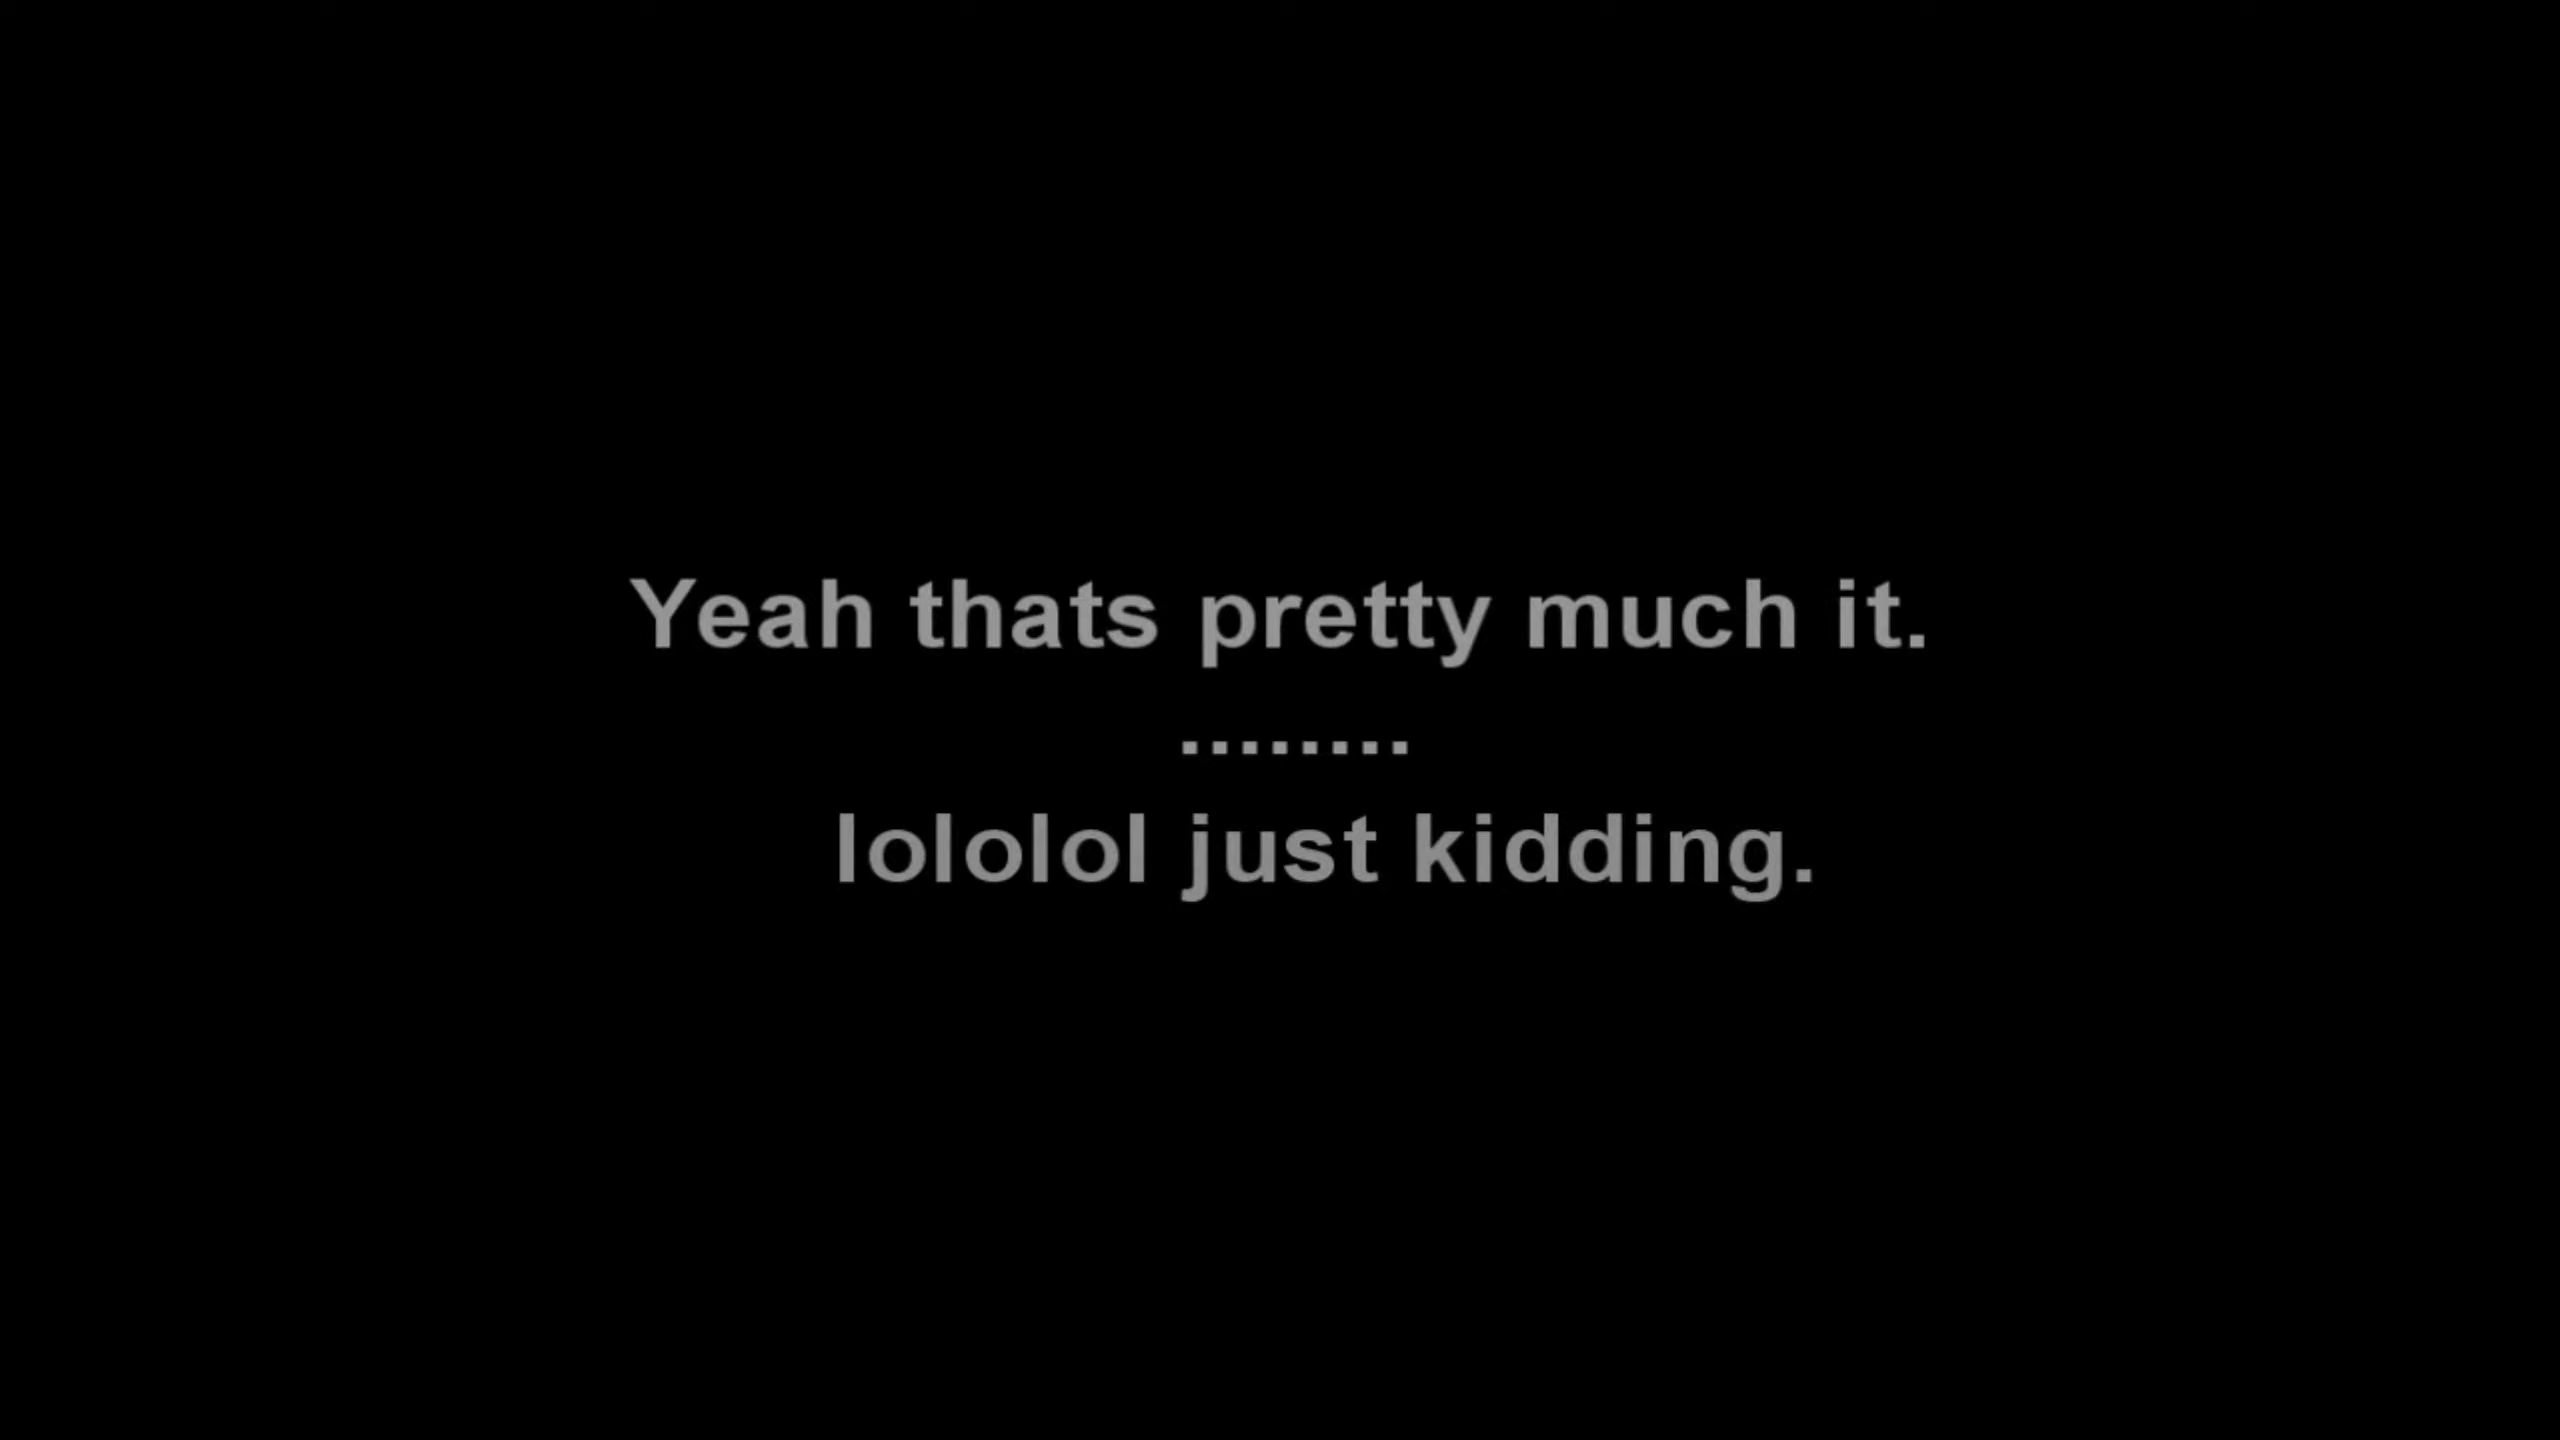 Yeah thats pretty much it.
........
lololol just kidding.